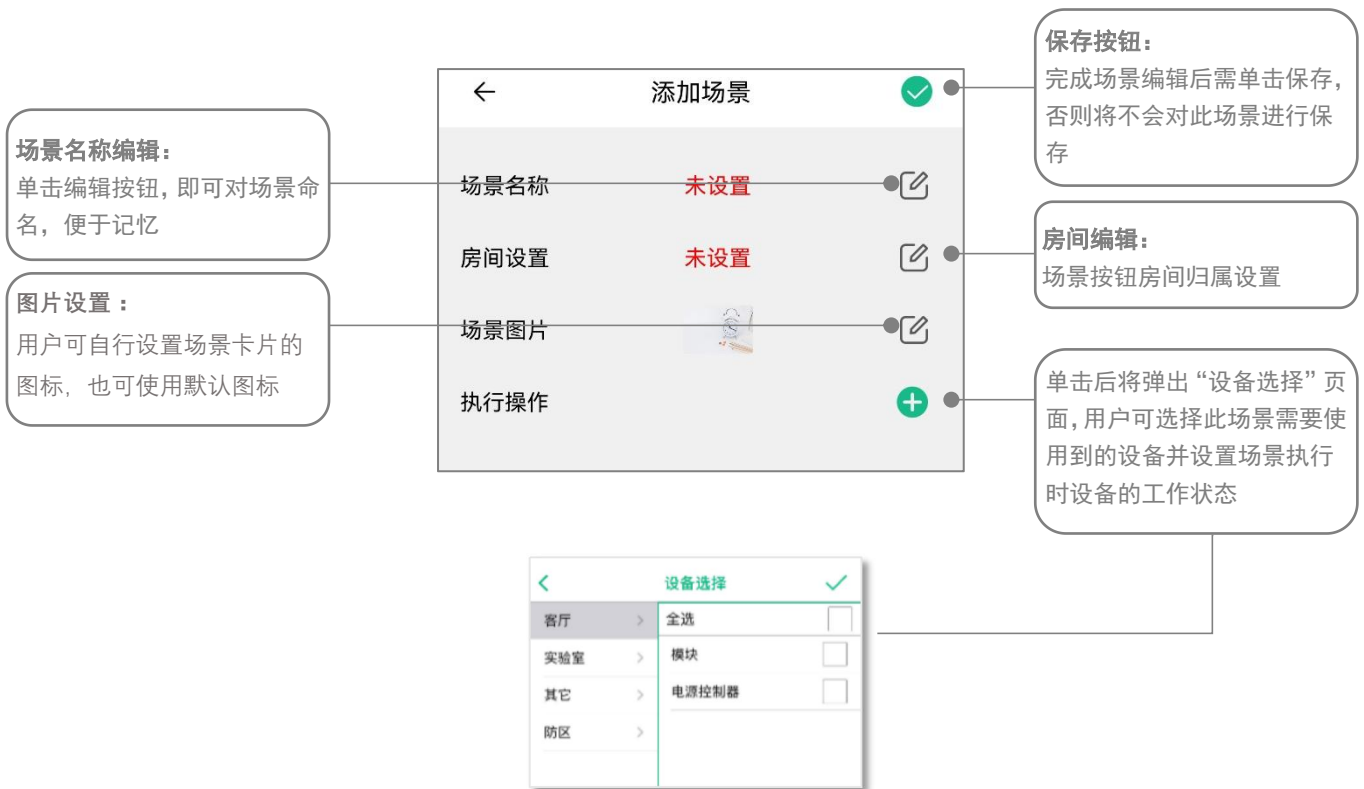 保存按钮:
完成场景编辑后需单击保存,
否则将不会对此场景进行保
存
添加场景
场景名称编辑:
单击编辑按钮,即可对场景命
名,便于记忆
场景名称 未设置
房间编辑:
场景按钮房间归属设置
房间设置 未设置
图片设置:
用户可自行设置场景卡片的
图标,也可使用默认图标
场景图片
执行操作
单击后将弹出“设备选择”页
面,用户可选择此场景需要使
用到的设备并设置场景执行
时设备的工作状态
设备选择
客厅 全选
实验室 模块
其它 电源控制器
防区